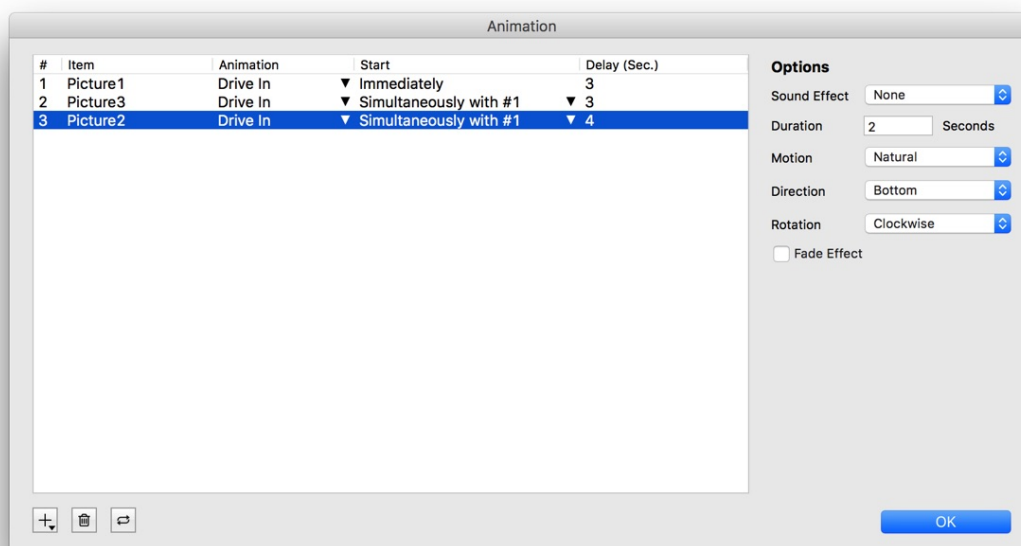 Animation
# Item Animation Start Delay (Sec.)
1 Picture1 Drive In ▼ Immediately 3
2 Picture3 Drive In ▼ Simultaneously with #1 ▼ 3
3 Picture2 Drive In ▼ Simultaneously with #1 ▼ 4
Options
Sound Effect None
Duration 2 Seconds
Motion Natural
Direction Bottom
Rotation Clockwise
Fade Effect
OK